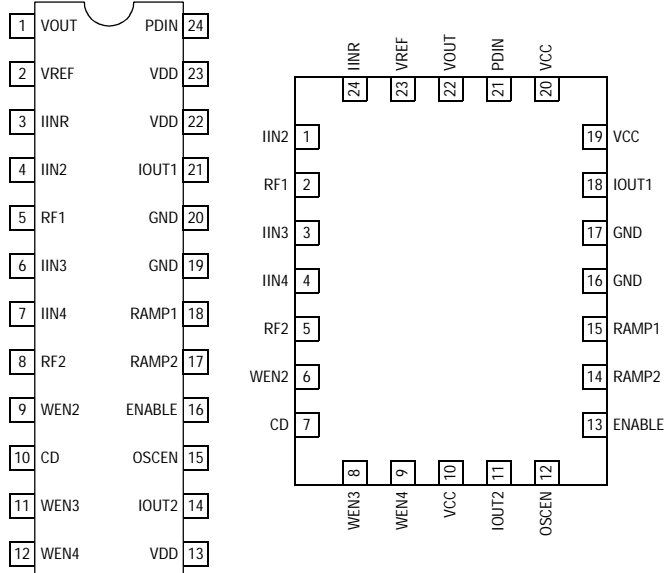 1 VOUT PDIN 24
2 VREF VDD 23
3 IINR VDD 22
4 IIN2 IOUT1 21
5 RF1 GND 20
6 IIN3 GND 19
7 IIN4 RAMP1 18
8 RF2 RAMP2 17
9 WEN2 ENABLE 16
10 CD OSCEN 15
11 WEN3 IOUT2 14
12 WEN4 VDD 13
IINR VREF VOUT PDIN VCC
24 23 22 21 20
IIN2 1 19 VCC
RF1 2 18 IOUT1
IIN3 3 17 GND
IIN4 4 16 GND
RF2 5 15 RAMP1
WEN2 6 14 RAMP2
CD 7 13 ENABLE
8 9 10 11 12
WEN3 WEN4 VCC IOUT2 OSCEN